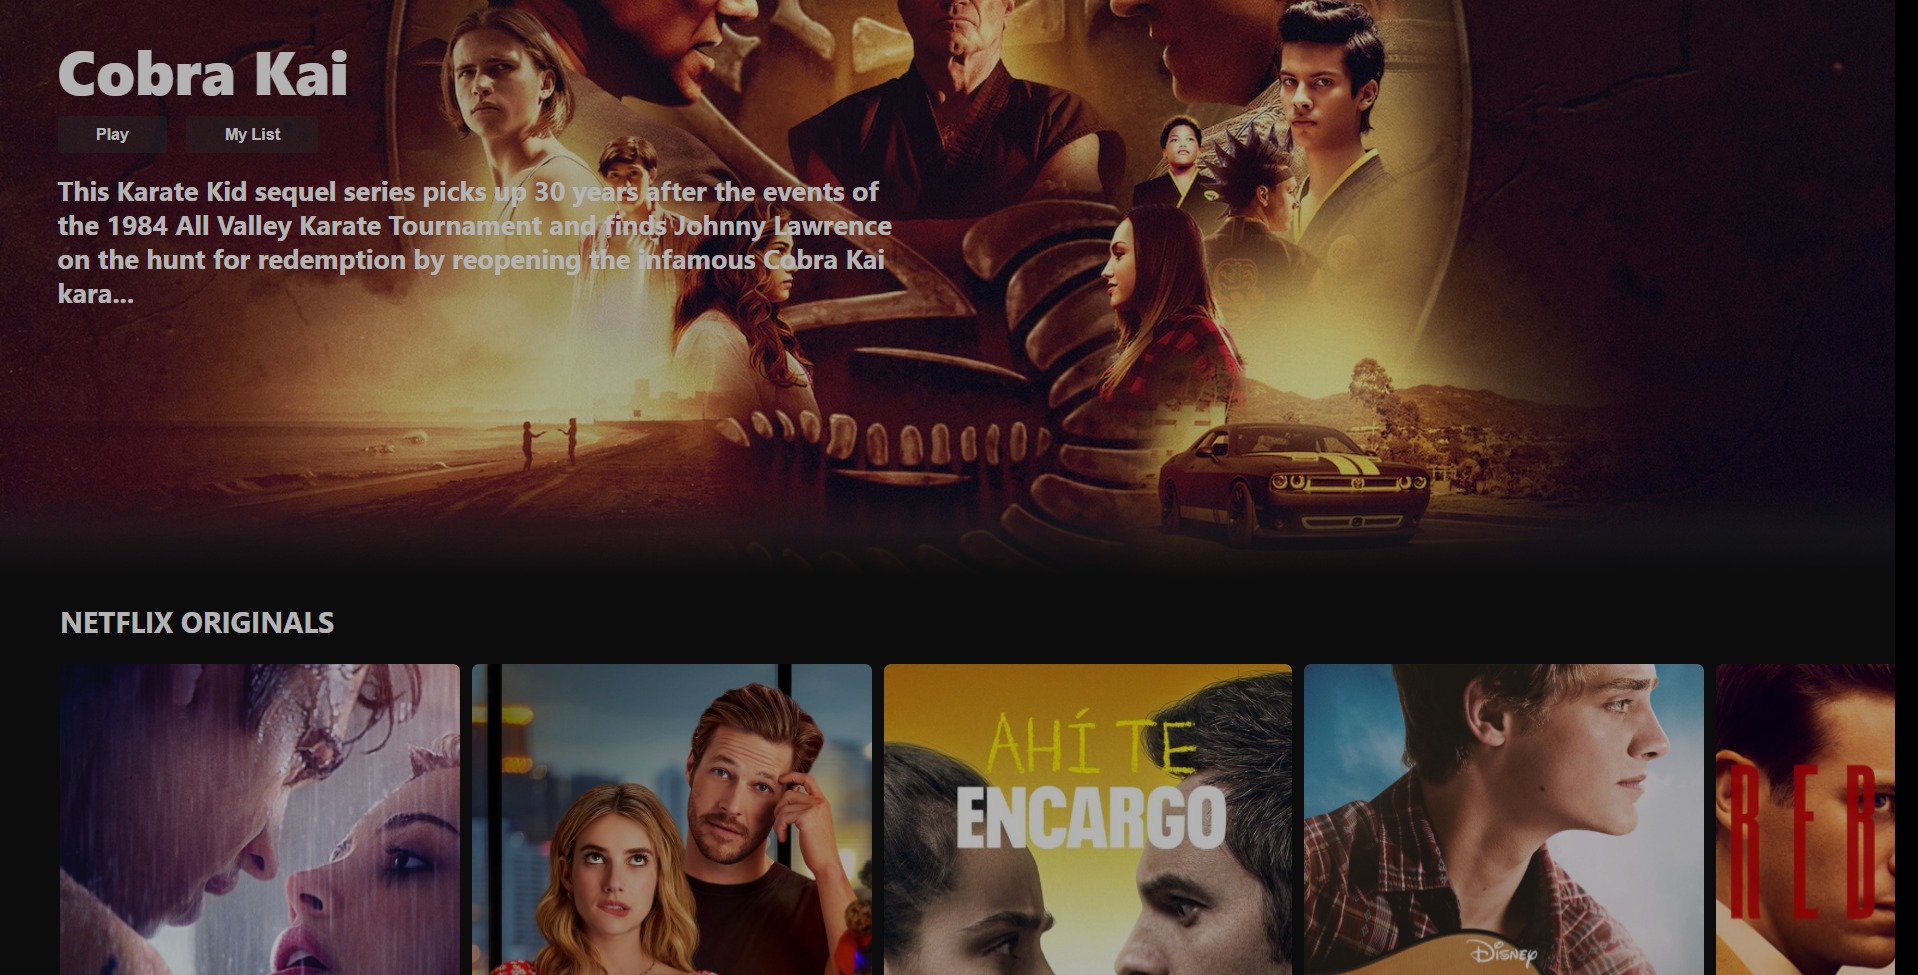 Cobra Kai
Play
My List
This Karate Kid sequel series picks up 30 years after the events of
the 1984 All Valley Karate Tournament and finds Johnny Lawrence
on the hunt for redemption by reopening the infamous Cobra Kai
kara...
NETFLIX ORIGINALS
AHÍ TE
ENCARGO
DISNEY
REB